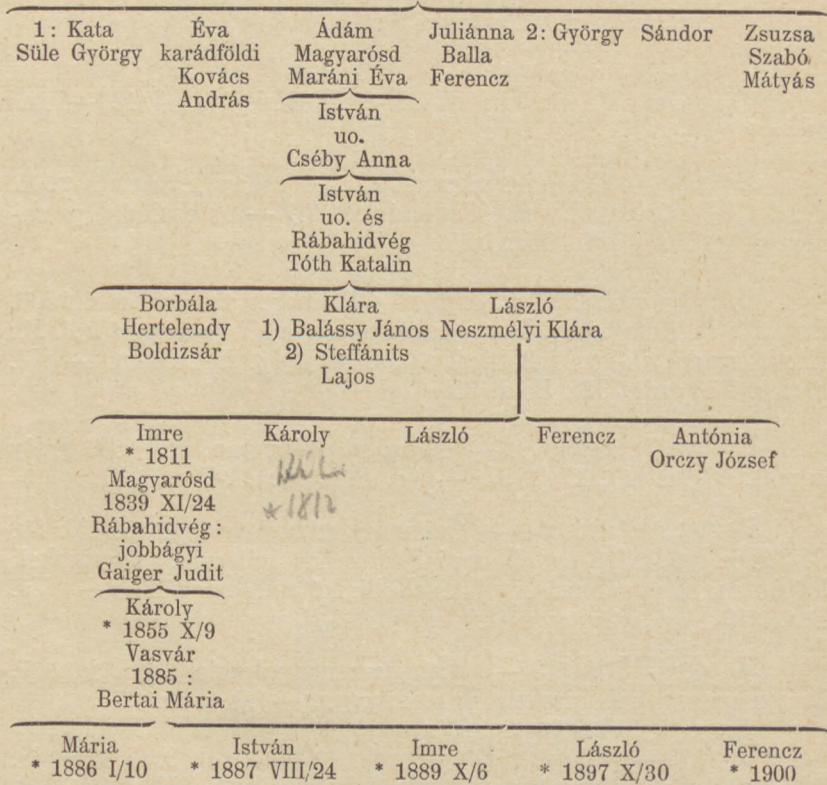 1: Kata Éva Ádám Juliánna 2: György Sándor Zsuzsa
Süle György karádföldi Magyarósd Balla Szabó
Kovács Maráni Éva Ferencz Mátyás
András
István
uo.
Cséby Anna
István
uo. és
Rábahidvég
Tóth Katalin
Borbála Klára László
Hertelendy 1) Balássy János Neszmélyi Klára
Boldizsár 2) Steffánits
Lajos
Imre Károly László Ferencz Antónia
* 1811 Orczy József
Magyarósd
1839 XI/24 * 1812
Rábahidvég:
jobbágyi
Gaiger Judit
Károly
* 1855 X/9
Vasvár
1885 :
Bertai Mária
Mária István Imre László Ferencz
* 1886 I/10 * 1887 VIII/24 * 1889 X/6 * 1897 X/30 * 1900